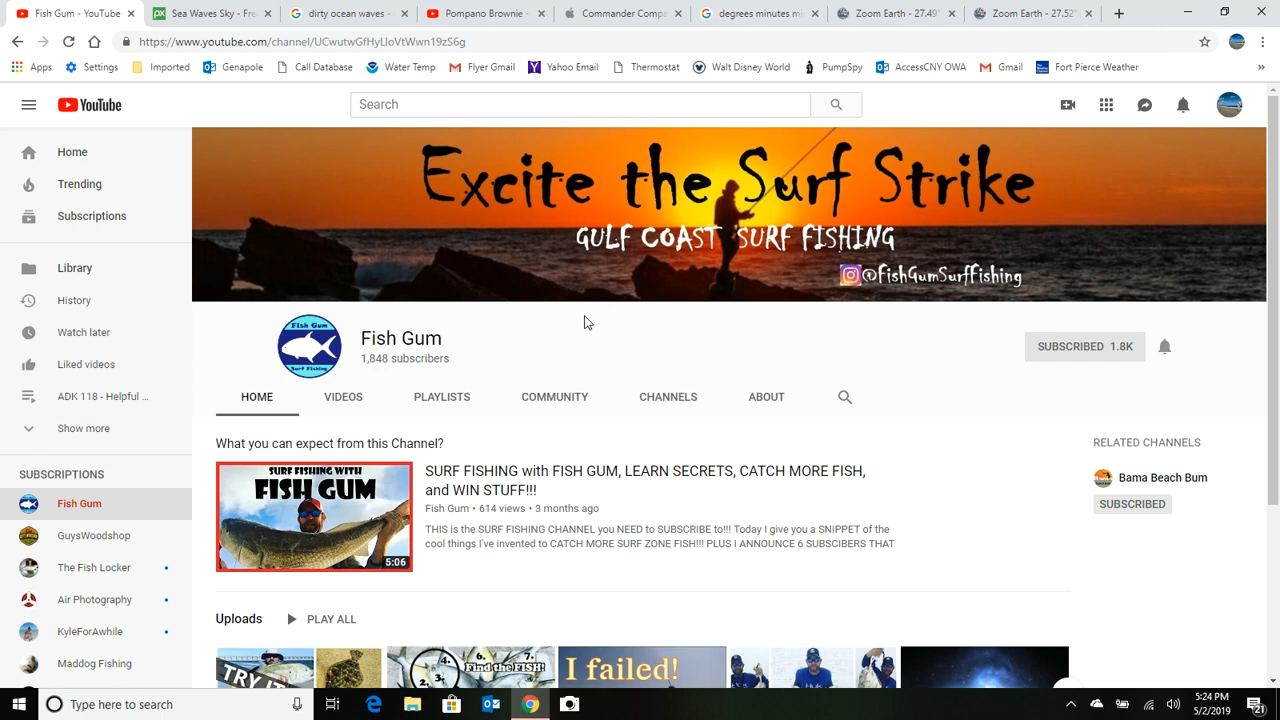 Fish Gum - YouTube
Sea Waves Sky - Fre
dirty ocean waves -
Pompano Brownie -
Commander Compa
degrees minutes mi
Zoom Earth - 27.49°
Zoom Earth - 27.52°
https://www.youtube.com/channel/UCwutwGfHyLloVtWwn19zS6g
Apps Settings Imported Genapole Call Database Water Temp Flyer Gmail Yahoo Email Thermostat Walt Disney World PumpSpy AccessCNY OWA Gmail Fort Pierce Weather »
YouTube
Search
Home
Trending
Subscriptions
Library
History
Watch later
Liked videos
ADK 118 - Helpful ...
Show more
SUBSCRIPTIONS
Fish Gum
GuysWoodshop
The Fish Locker
Air Photography
KyleForAwhile
Maddog Fishing
Excite the Surf Strike
GULF COAST SURF FISHING
@FishGumSurfFishing
Fish Gum
Surf Fishing
Fish Gum
1,848 subscribers
SUBSCRIBED 1.8K
HOME VIDEOS PLAYLISTS COMMUNITY CHANNELS ABOUT
What you can expect from this Channel?
SURF FISHING WITH
FISH GUM
5:06
SURF FISHING with FISH GUM, LEARN SECRETS, CATCH MORE FISH,
and WIN STUFF!!!
Fish Gum • 614 views • 3 months ago
THIS is the SURF FISHING CHANNEL you NEED to SUBSCRIBE to!!! Today I give you a SNIPPET of the
cool things I've invented to CATCH MORE SURF ZONE FISH!!! PLUS I ANNOUNCE 6 SUBSCIBERS THAT
RELATED CHANNELS
Bama Beach Bum
SUBSCRIBED
Uploads PLAY ALL
TRY IT
2. 3. 4. 6. 7. Find the FISH!
I failed!
Type here to search
5:24 PM
5/2/2019
21